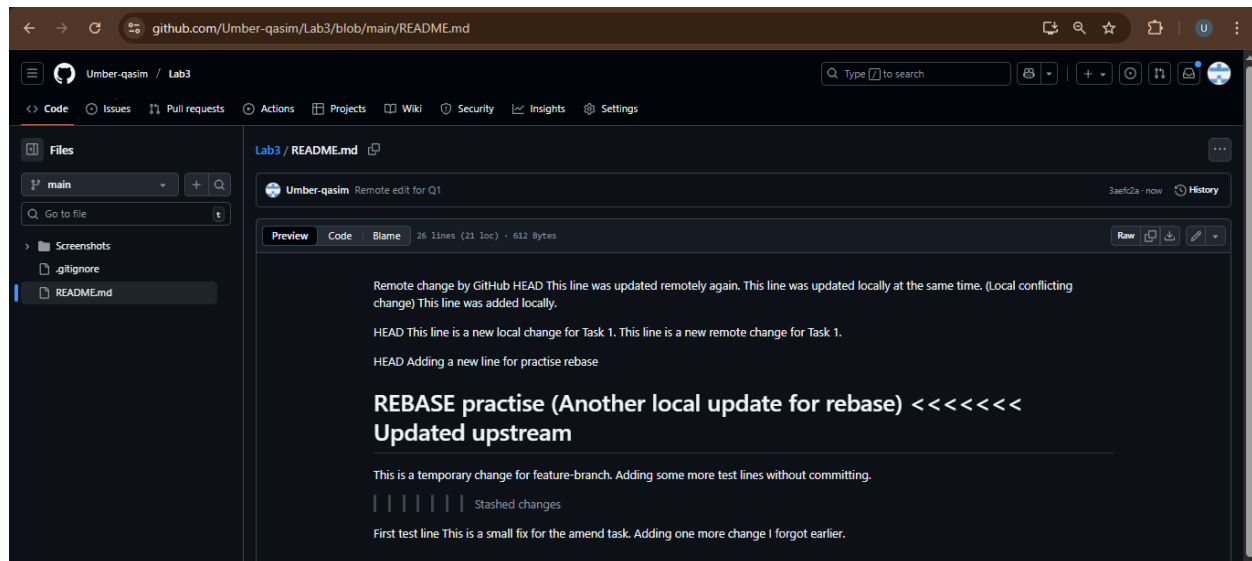 github.com/Umber-qasim/Lab3/blob/main/README.md
U
Umber-qasim / Lab3
Type / to search
Code
Issues
Pull requests
Actions
Projects
Wiki
Security
Insights
Settings
Files
Lab3 / README.md
main
Umber-qasim Remote edit for Q1
3aefc2a · now
History
Go to file
t
Preview
Code
Blame
26 lines (21 loc) · 612 Bytes
Raw
Screenshots
.gitignore
README.md
Remote change by GitHub HEAD This line was updated remotely again. This line was updated locally at the same time. (Local conflicting
change) This line was added locally.
HEAD This line is a new local change for Task 1. This line is a new remote change for Task 1.
HEAD Adding a new line for practise rebase
REBASE practise (Another local update for rebase) <<<<<<<
Updated upstream
This is a temporary change for feature-branch. Adding some more test lines without committing.
Stashed changes
First test line This is a small fix for the amend task. Adding one more change I forgot earlier.